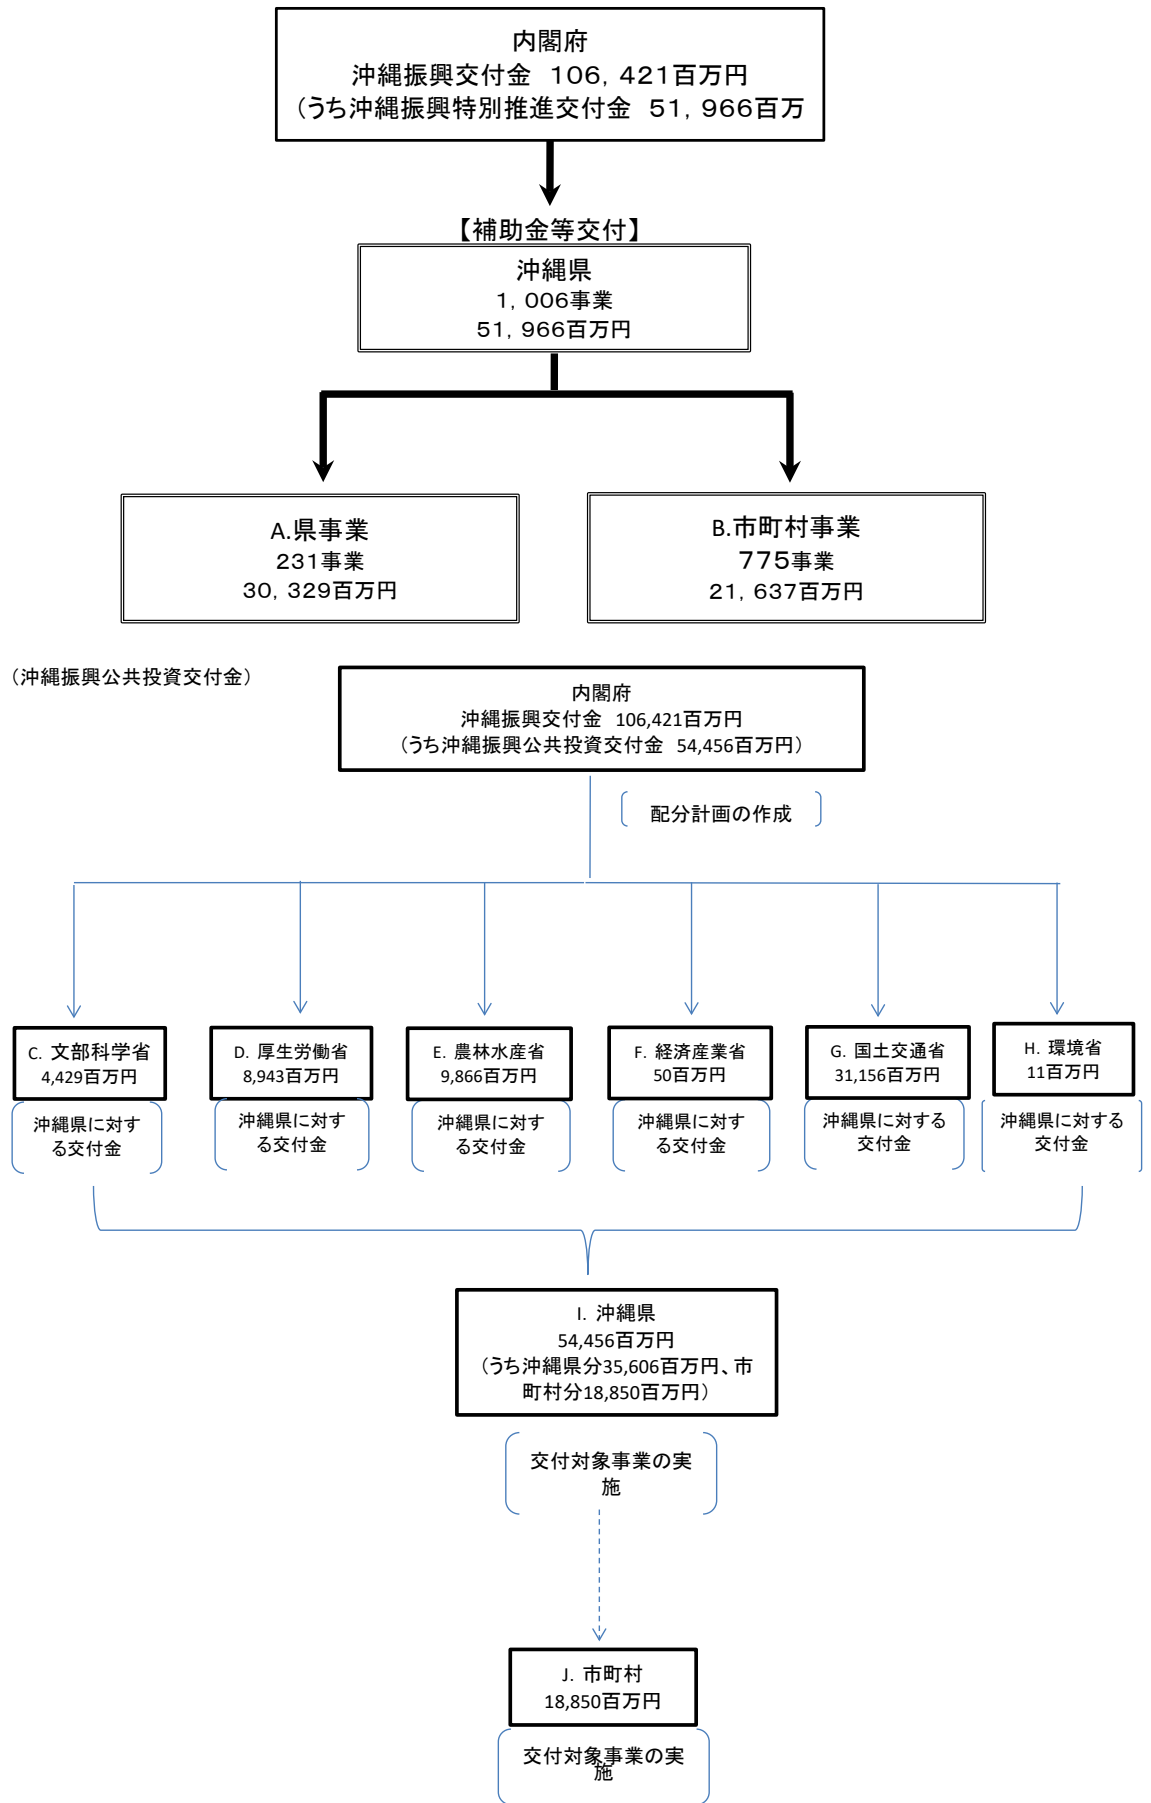 内閣府
沖縄振興交付金 １０６，４２１百万円
（うち沖縄振興特別推進交付金 ５１，９６６百万
【補助金等交付】
沖縄県
１，００６事業
５１，９６６百万円
A.県事業
２３１事業
３０，３２９百万円
B.市町村事業
７７５事業
２１，６３７百万円
（沖縄振興公共投資交付金）
内閣府
沖縄振興交付金 106,421百万円
（うち沖縄振興公共投資交付金 54,456百万円）
配分計画の作成
C. 文部科学省
4,429百万円
沖縄県に対す
る交付金
D. 厚生労働省
8,943百万円
沖縄県に対す
る交付金
E. 農林水産省
9,866百万円
沖縄県に対す
る交付金
F. 経済産業省
50百万円
沖縄県に対す
る交付金
G. 国土交通省
31,156百万円
沖縄県に対する
交付金
H. 環境省
11百万円
沖縄県に対する
交付金
I. 沖縄県
54,456百万円
（うち沖縄県分35,606百万円、市
町村分18,850百万円）
交付対象事業の実
施
J. 市町村
18,850百万円
交付対象事業の実
施